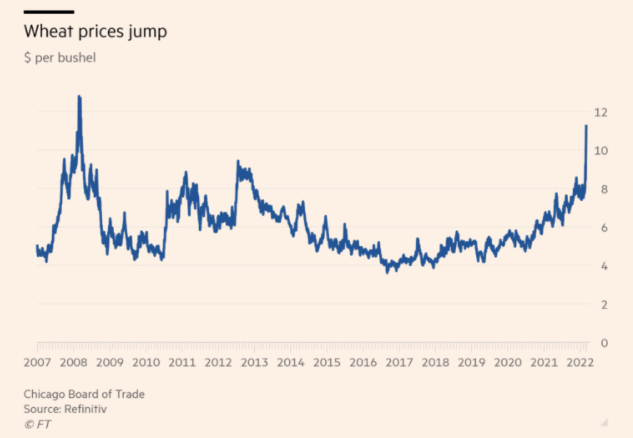 Wheat prices jump
$ per bushel
12
10
8
6
4
2
0
2007 2008 2009 2010 2011 2012 2013 2014 2015 2016 2017 2018 2019 2020 2021 2022
Chicago Board of Trade
Source: Refinitiv
© FT